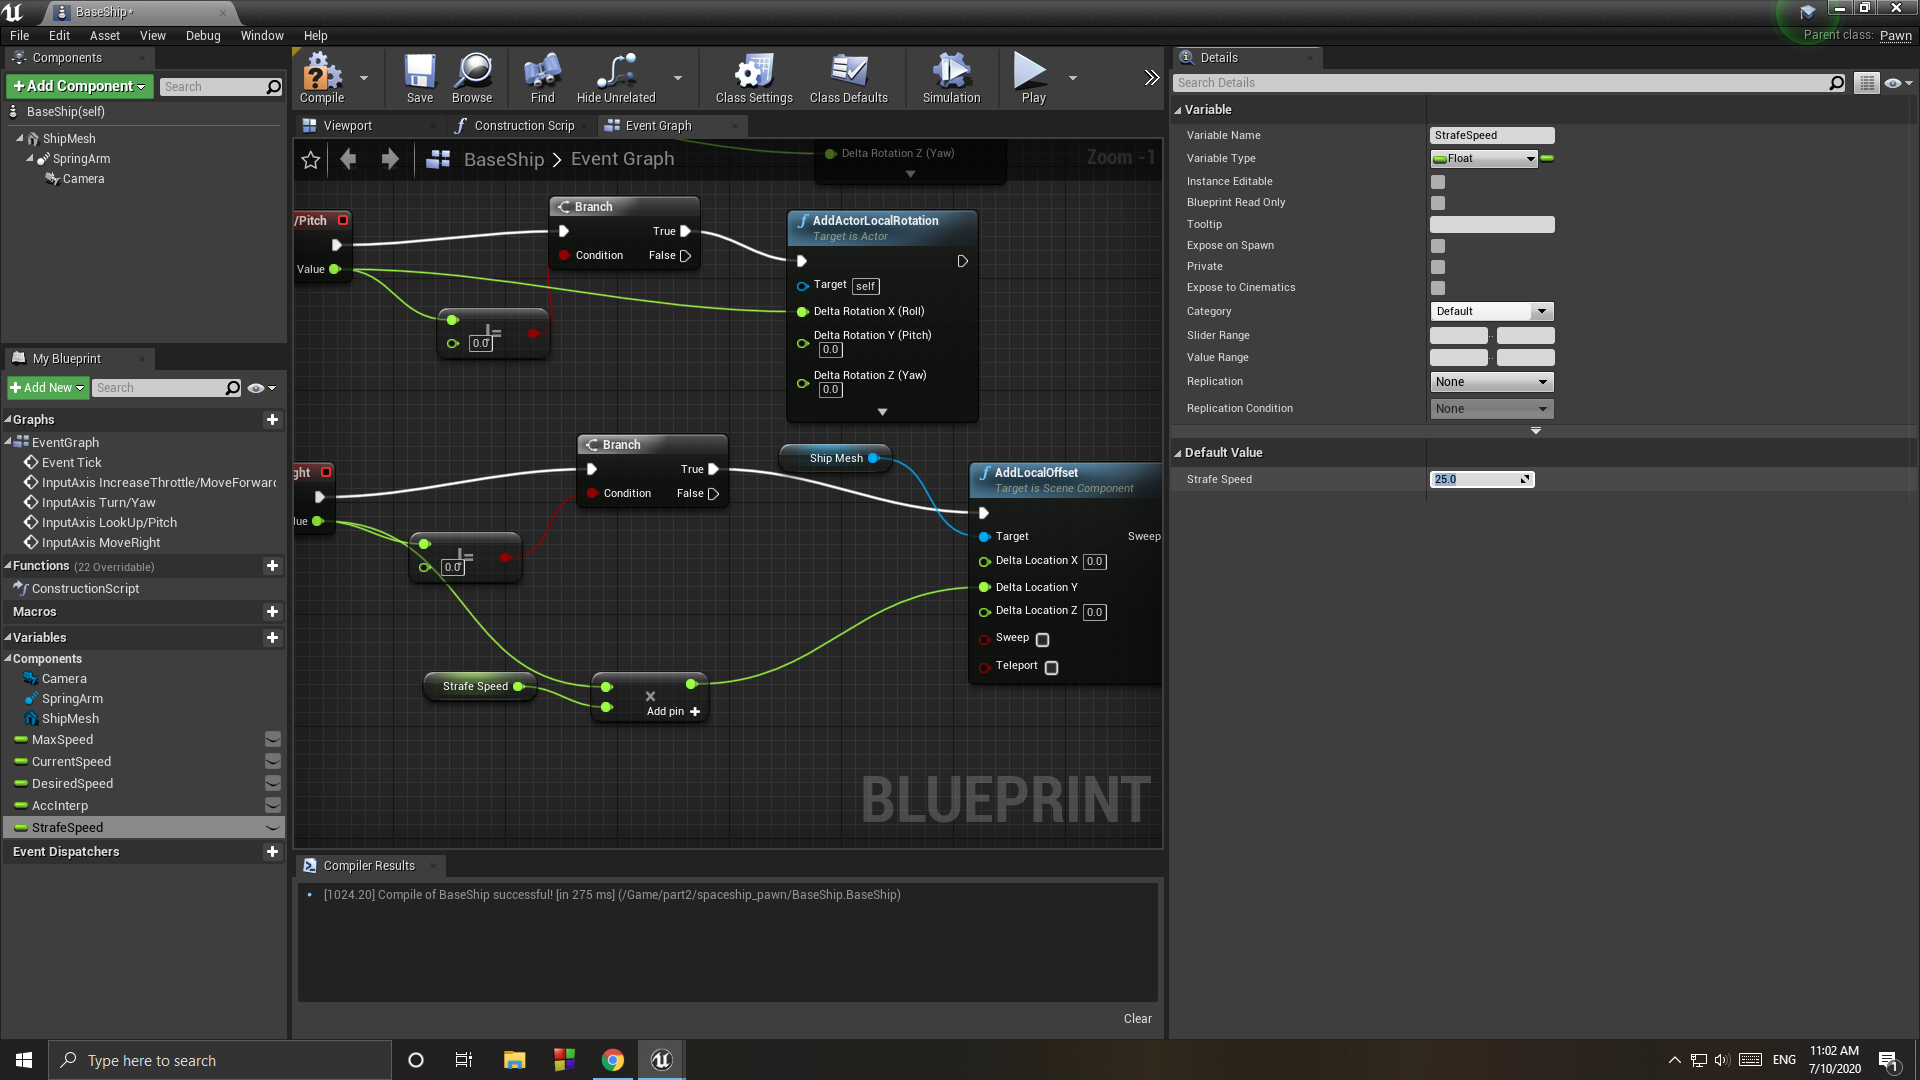 BaseShip*
File Edit Asset View Debug Window Help
Parent class: Pawn
Components
+Add Component
Search
BaseShip(self)
ShipMesh
SpringArm
Camera
My Blueprint
+Add New
Search
Graphs
EventGraph
Event Tick
InputAxis IncreaseThrottle/MoveForward
InputAxis Turn/Yaw
InputAxis LookUp/Pitch
InputAxis MoveRight
Functions (22 Overridable)
ConstructionScript
Macros
Variables
Components
Camera
SpringArm
ShipMesh
MaxSpeed
CurrentSpeed
DesiredSpeed
AccInterp
StrafeSpeed
Event Dispatchers
Compile Save Browse Find Hide Unrelated Class Settings Class Defaults Simulation Play
Viewport Construction Scrip Event Graph
BaseShip > Event Graph
Zoom -1
Delta Rotation Z (Yaw)
/Pitch
Value
Branch
True
Condition False
!=
0.0
AddActorLocalRotation
Target is Actor
Target self
Delta Rotation X (Roll)
Delta Rotation Y (Pitch)
0.0
Delta Rotation Z (Yaw)
0.0
ght
lue
Branch
True
Condition False
!=
0.0
Ship Mesh
AddLocalOffset
Target is Scene Component
Target Sweep
Delta Location X 0.0
Delta Location Y
Delta Location Z 0.0
Sweep
Teleport
Strafe Speed
×
Add pin +
BLUEPRINT
Compiler Results
[1024.20] Compile of BaseShip successful! [in 275 ms] (/Game/part2/spaceship_pawn/BaseShip.BaseShip)
Clear
Details
Search Details
Variable
Variable Name StrafeSpeed
Variable Type Float
Instance Editable
Blueprint Read Only
Tooltip
Expose on Spawn
Private
Expose to Cinematics
Category Default
Slider Range
Value Range
Replication None
Replication Condition None
Default Value
Strafe Speed 25.0
Type here to search
ENG
11:02 AM
7/10/2020
1